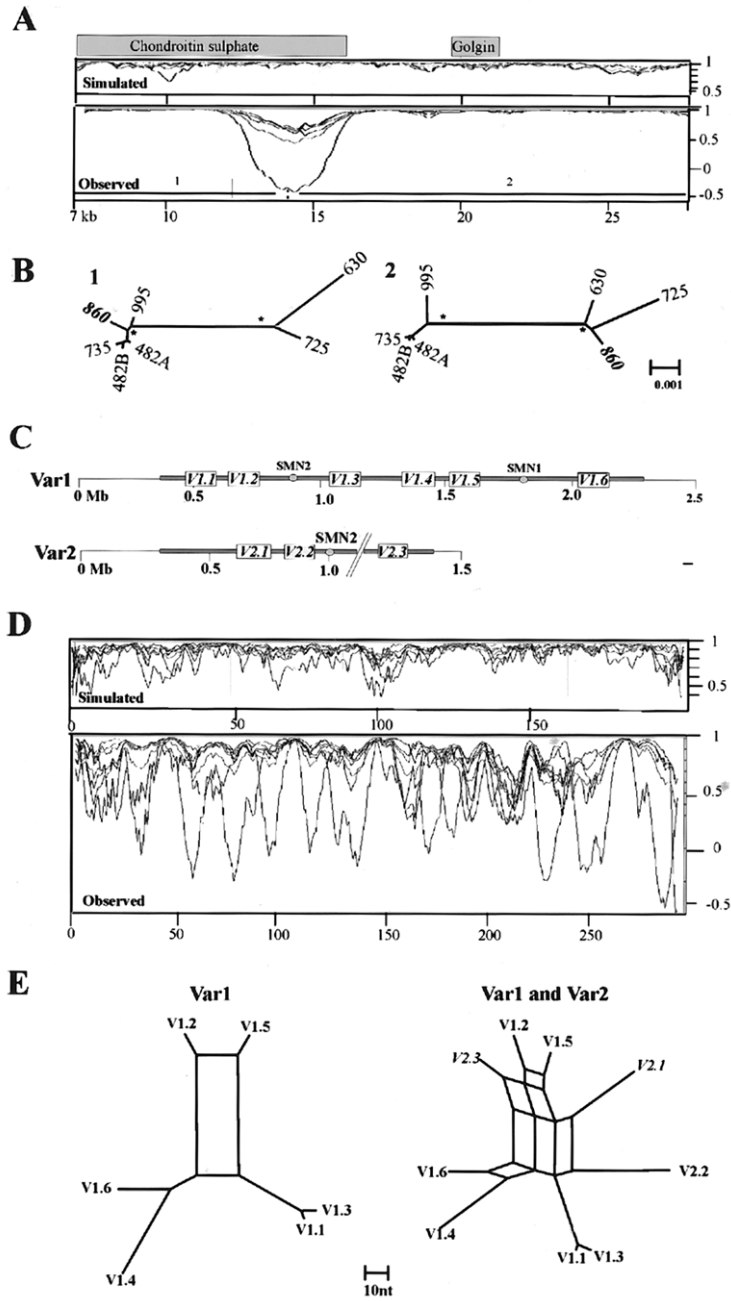 A
Chondroitin sulphate
Golgin
Simulated
1
0.5
Observed
1
2
1
0.5
0
-0.5
7 kb
10
15
20
25
B
1
860
995
735
482B
482A
630
725
*
*
2
995
735
482B
482A
630
725
860
*
*
0.001
C
Var1
V1.1
V1.2
SMN2
V1.3
V1.4
V1.5
SMN1
V1.6
0 Mb
0.5
1.0
1.5
2.0
2.5
Var2
V2.1
V2.2
SMN2
V2.3
0 Mb
0.5
1.0
1.5
D
Simulated
1
0.5
0
50
100
150
Observed
1
0.5
0
-0.5
0
50
100
150
200
250
E
Var1
Var1 and Var2
V1.2
V1.5
V1.6
V1.3
V1.1
V1.4
V1.2
V1.5
V2.3
V2.1
V1.6
V2.2
V1.4
V1.1
V1.3
10nt